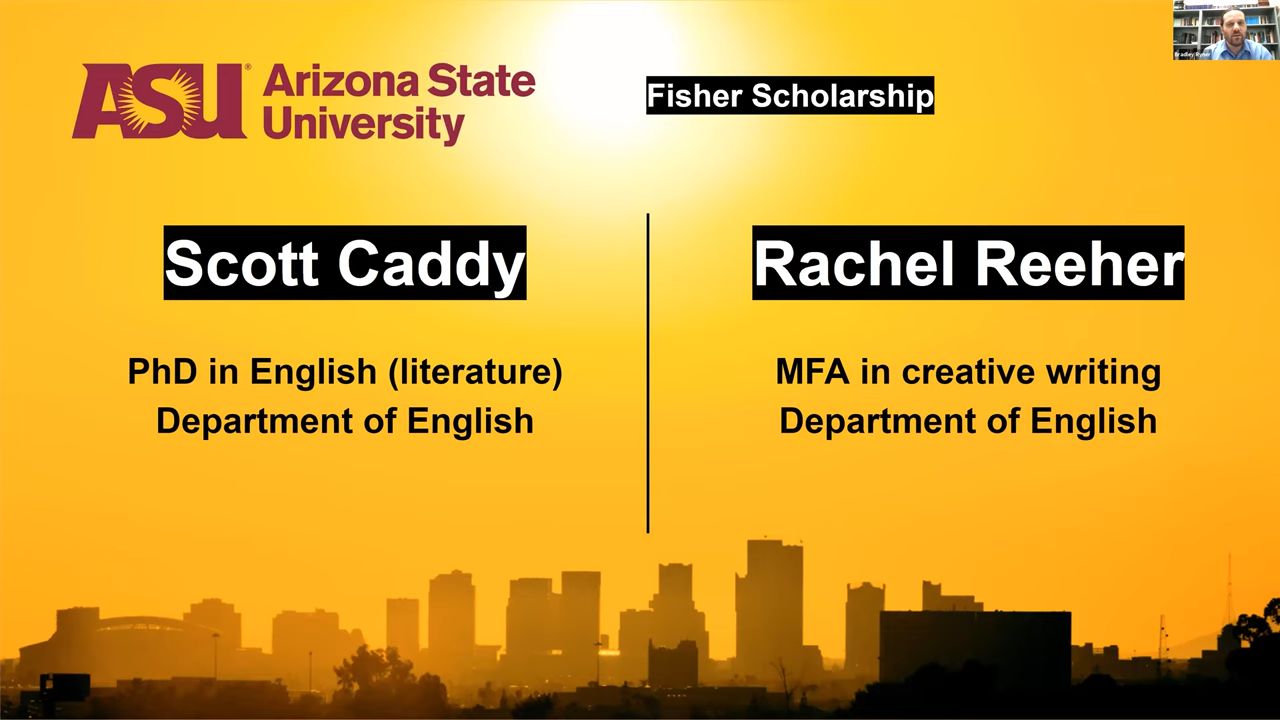 ASU® Arizona State
University
Fisher Scholarship
Scott Caddy
PhD in English (literature)
Department of English
Rachel Reeher
MFA in creative writing
Department of English
Bradley